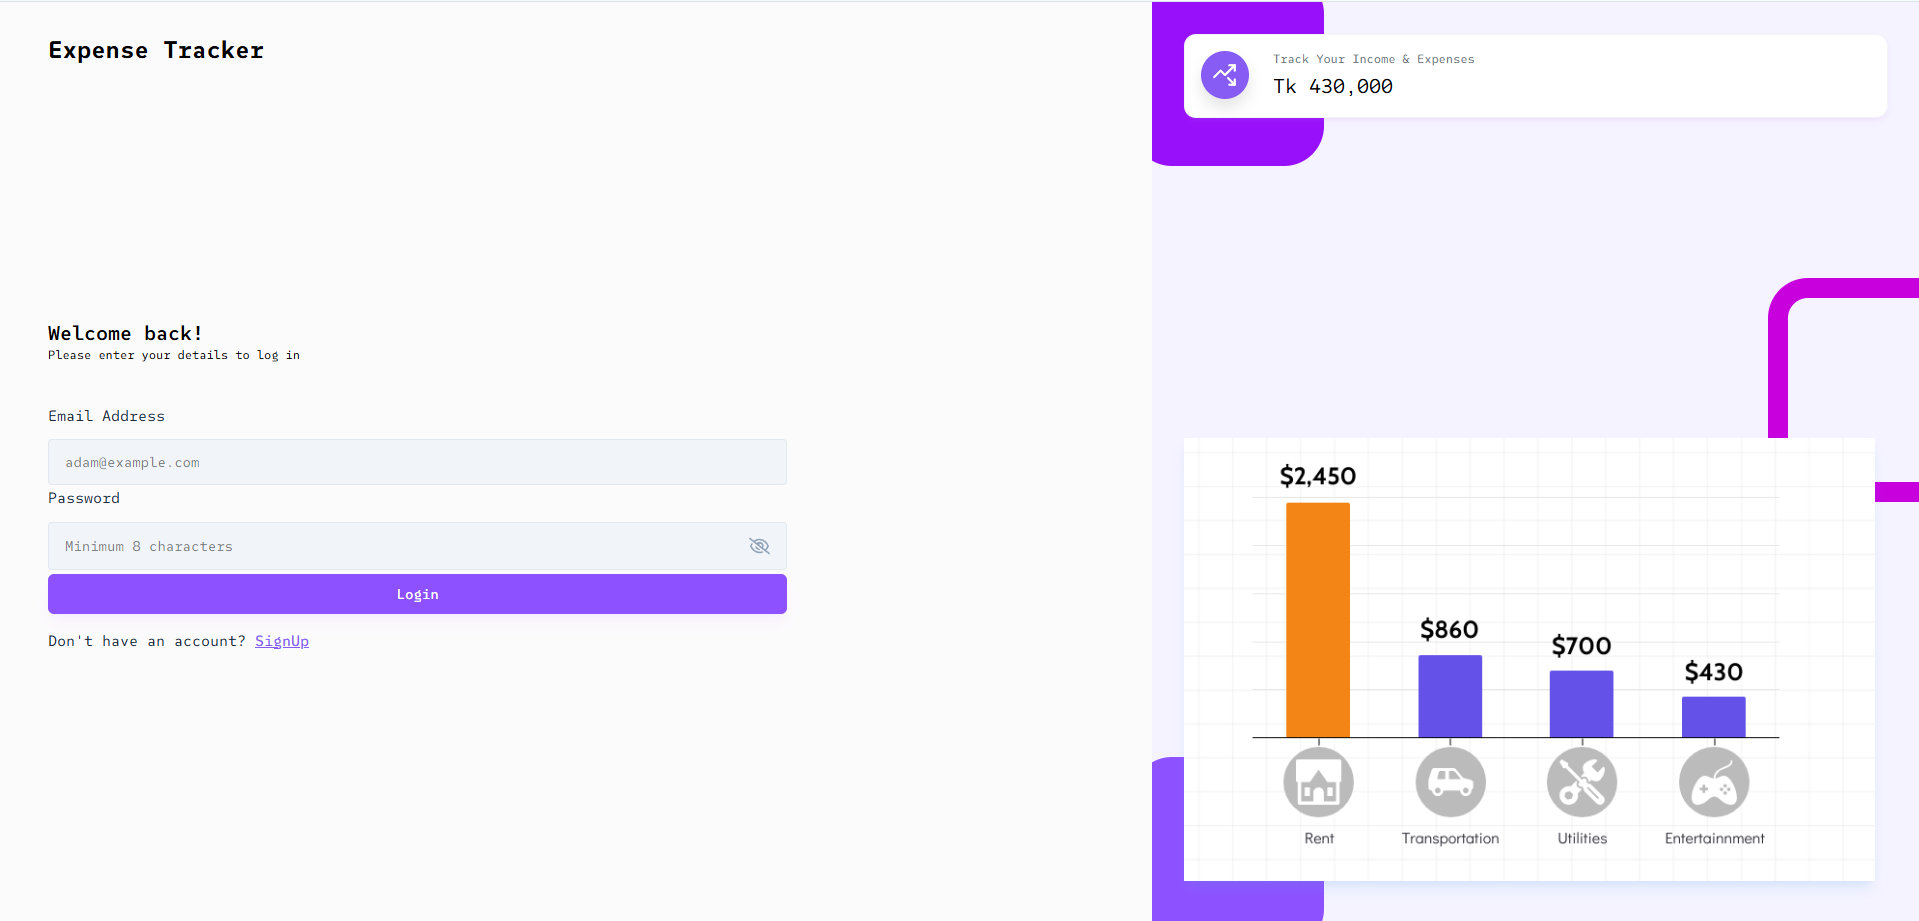 Expense Tracker
Welcome back!
Please enter your details to log in
Email Address
adam@example.com
Password
Minimum 8 characters
Login
Don't have an account? SignUp
Track Your Income & Expenses
Tk 430,000
$2,450
$860
$700
$430
Rent
Transportation
Utilities
Entertainnment